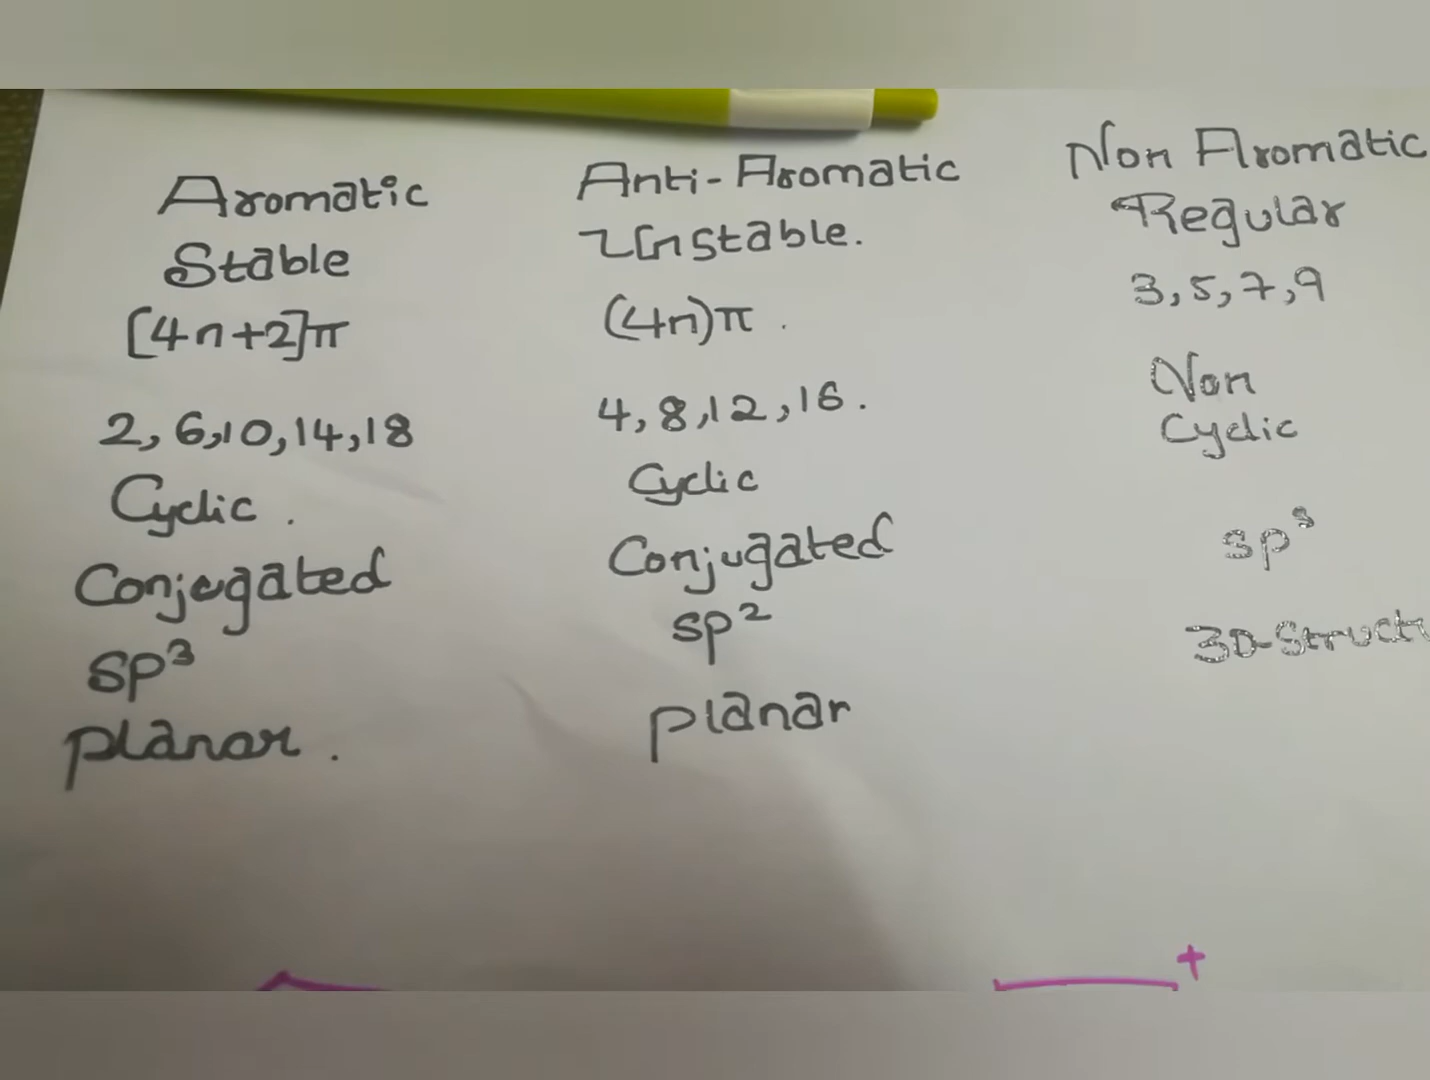 Aromatic
Stable
[4n+2]π
2, 6,10,14,18
Cyclic.
Conjugated
sp³
planar.
Anti-Aromatic
Unstable.
(4n)π.
4,8,12,16.
Cyclic
Conjugated
sp²
planar
Non Aromatic
Regular
3,5,7,9
Non
Cyclic
sp³
3D-Struct
+